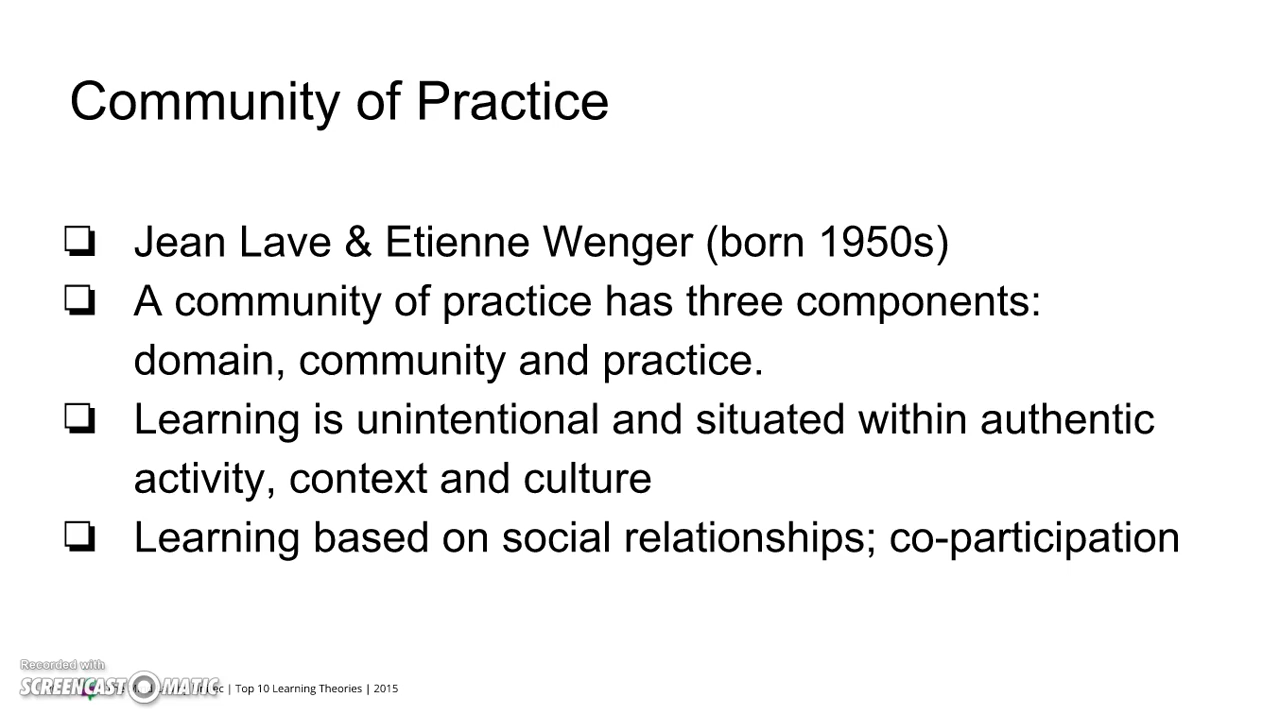 Community of Practice
❏ Jean Lave & Etienne Wenger (born 1950s)
❏ A community of practice has three components:
domain, community and practice.
❏ Learning is unintentional and situated within authentic
activity, context and culture
❏ Learning based on social relationships; co-participation
Recorded with
SCREENCAST MATIC
| Top 10 Learning Theories | 2015